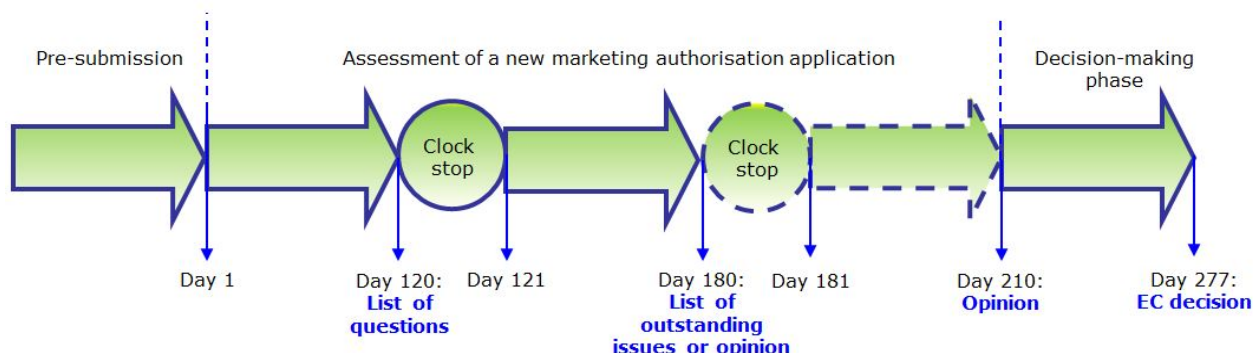 Pre-submission
Assessment of a new marketing authorisation application
Decision-making
phase
Clock
stop
Clock
stop
Day 1
Day 120:
List of
questions
Day 121
Day 180:
List of
outstanding
issues or opinion
Day 181
Day 210:
Opinion
Day 277:
EC decision